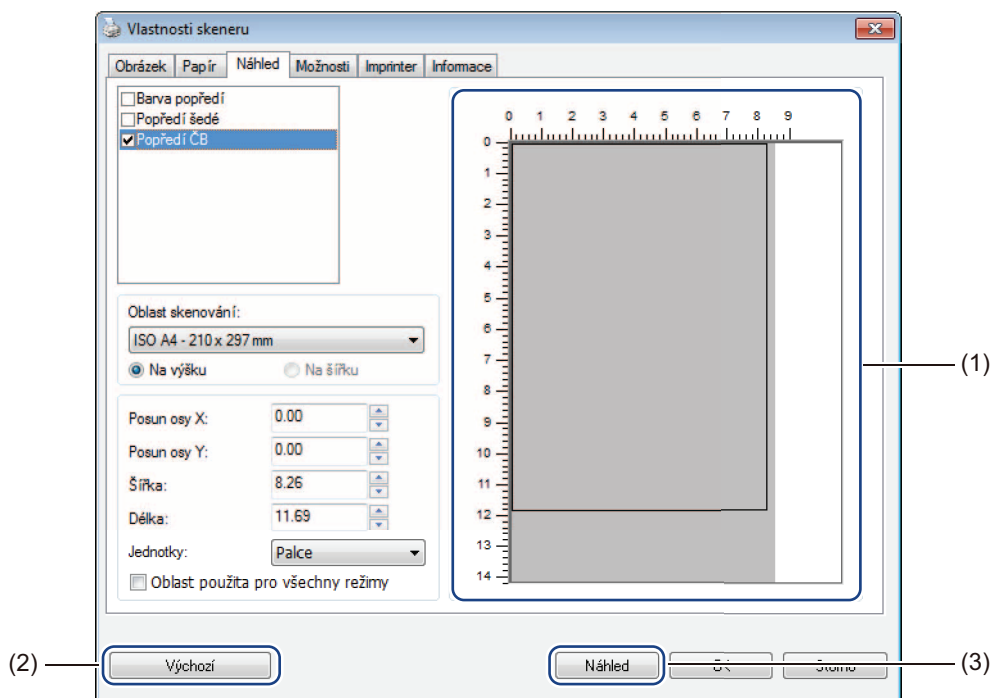 Vlastnosti skeneru
Obrázek Papír Náhled Možnosti Imprinter Informace
Barva popředí
Popředí šedé
Popředí ČB
0 1 2 3 4 5 6 7 8 9
0
1
2
3
4
5
6
7
8
9
10
11
12
13
14
(1)
Oblast skenování:
ISO A4 - 210 x 297 mm
Na výšku Na šířku
Posun osy X: 0.00
Posun osy Y: 0.00
Šířka: 8.26
Délka: 11.69
Jednotky: Palce
Oblast použita pro všechny režimy
(2) Výchozí Náhled (3)